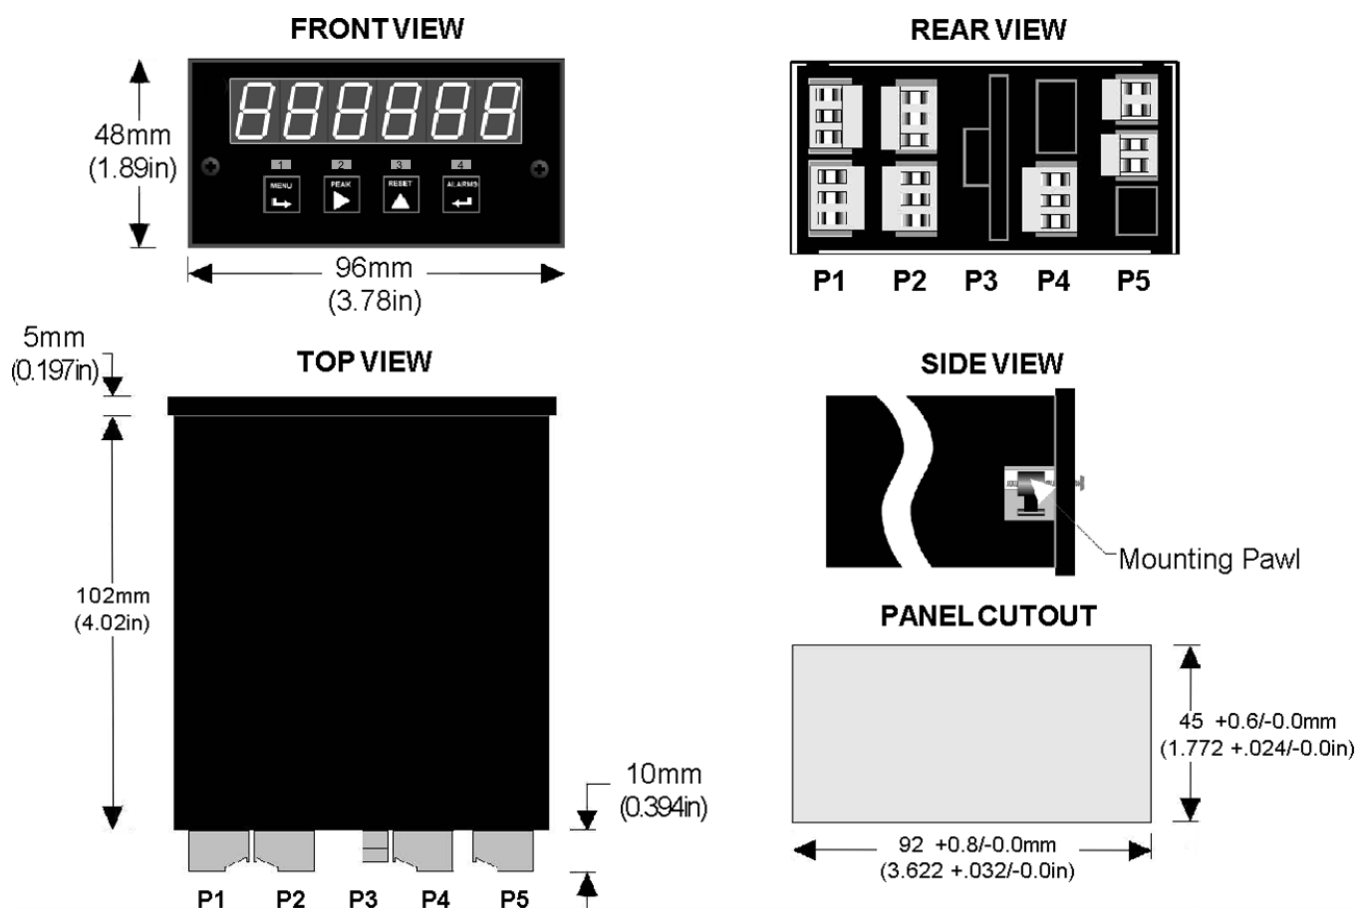 FRONT VIEW
888888
48mm
(1.89in)
1 2 3 4
MENU PEAK RESET ALARMS
96mm
(3.78in)
REAR VIEW
P1 P2 P3 P4 P5
5mm
(0.197in)
TOP VIEW
102mm
(4.02in)
10mm
(0.394in)
P1 P2 P3 P4 P5
SIDE VIEW
Mounting Pawl
PANEL CUTOUT
45 +0.6/-0.0mm
(1.772 +.024/-0.0in)
92 +0.8/-0.0mm
(3.622 +.032/-0.0in)